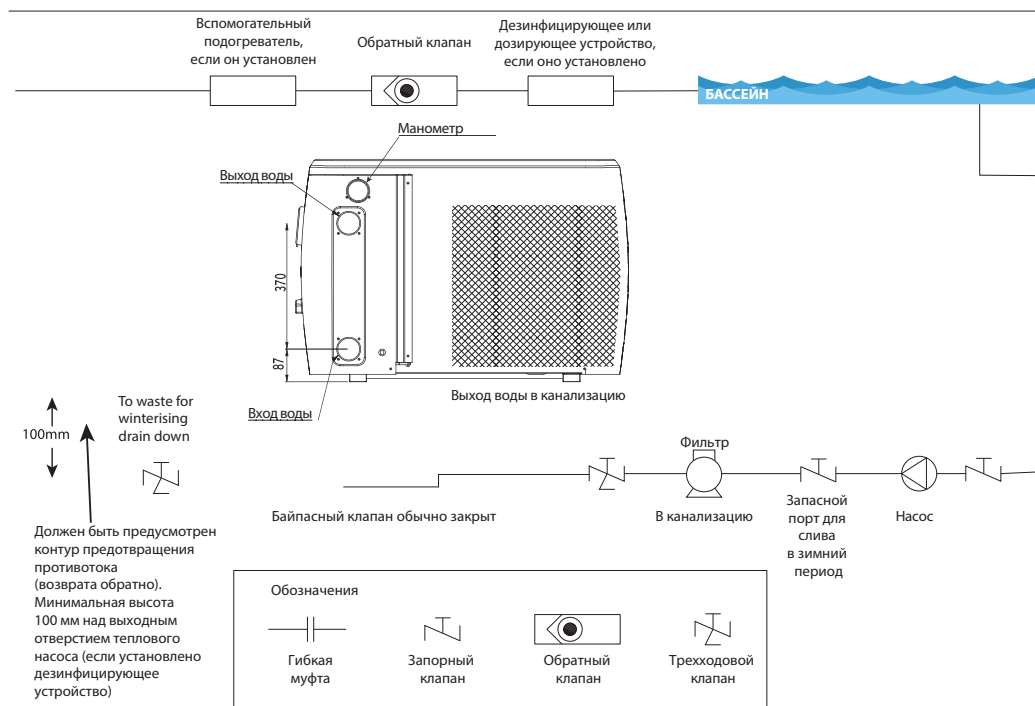 Вспомогательный
подогреватель,
если он установлен
Обратный клапан
Дезинфицирующее или
дозирующее устройство,
если оно установлено
БАССЕЙН
Манометр
Выход воды
370
87
Вход воды
Выход воды в канализацию
100mm
To waste for
winterising
drain down
Должен быть предусмотрен
контур предотвращения
противотока
(возврата обратно).
Минимальная высота
100 мм над выходным
отверстием теплового
насоса (если установлено
дезинфицирующее
устройство)
Байпасный клапан обычно закрыт
Фильтр
В канализацию
Запасной
порт для
слива
в зимний
период
Насос
Обозначения
Гибкая
муфта
Запорный
клапан
Обратный
клапан
Трехходовой
клапан